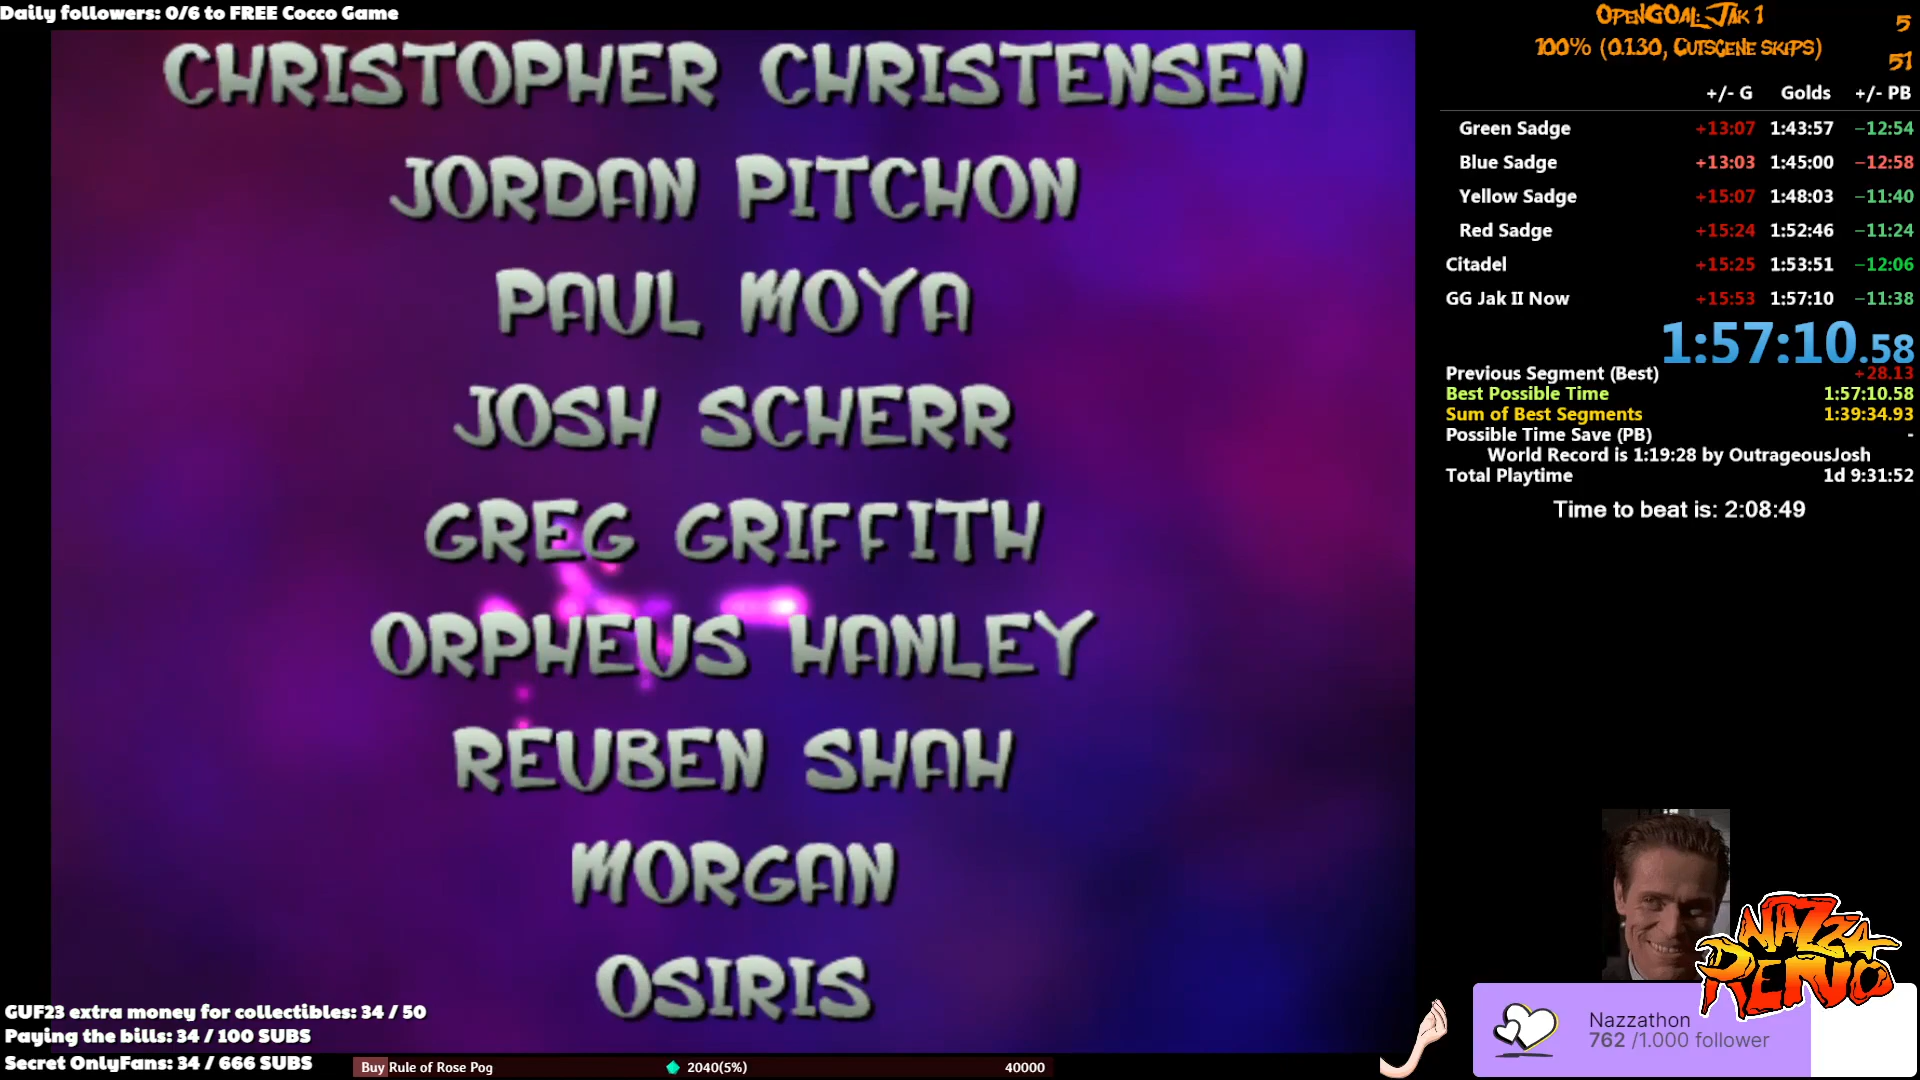 Daily followers: 0/6 to FREE Cocco Game
CHRISTOPHER CHRISTENSEN
JORDAN PITCHON
PAUL MOYA
JOSH SCHERR
GREG GRIFFITH
ORPHEUS HANLEY
REUBEN SHAH
MORGAN
OSIRIS
GUF23 extra money for collectibles: 34 / 50
Paying the bills: 34 / 100 SUBS
Secret OnlyFans: 34 / 666 SUBS
Buy Rule of Rose Pog 2040(5%) 40000
OpenGOAL: Jak 1 5
100% (0.1.30, Cutscene skips) 51
+/- G Golds +/- PB
Green Sadge +13:07 1:43:57 −12:54
Blue Sadge +13:03 1:45:00 −12:58
Yellow Sadge +15:07 1:48:03 −11:40
Red Sadge +15:24 1:52:46 −11:24
Citadel +15:25 1:53:51 −12:06
GG Jak II Now +15:53 1:57:10 −11:38
1:57:10.58
Previous Segment (Best) +28.13
Best Possible Time 1:57:10.58
Sum of Best Segments 1:39:34.93
Possible Time Save (PB) -
World Record is 1:19:28 by OutrageousJosh
Total Playtime 1d 9:31:52
Time to beat is: 2:08:49
NAZZA
RENO
Nazzathon
762 /1.000 follower